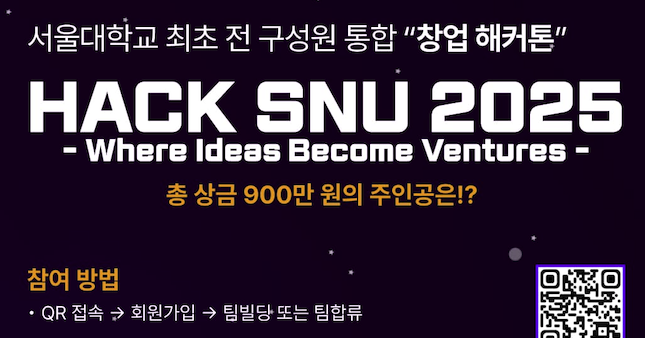 서울대학교 최초 전 구성원 통합 “창업 해커톤”
HACK SNU 2025
- Where Ideas Become Ventures -
총 상금 900만 원의 주인공은!?
참여 방법
• QR 접속 → 회원가입 → 팀빌딩 또는 팀합류